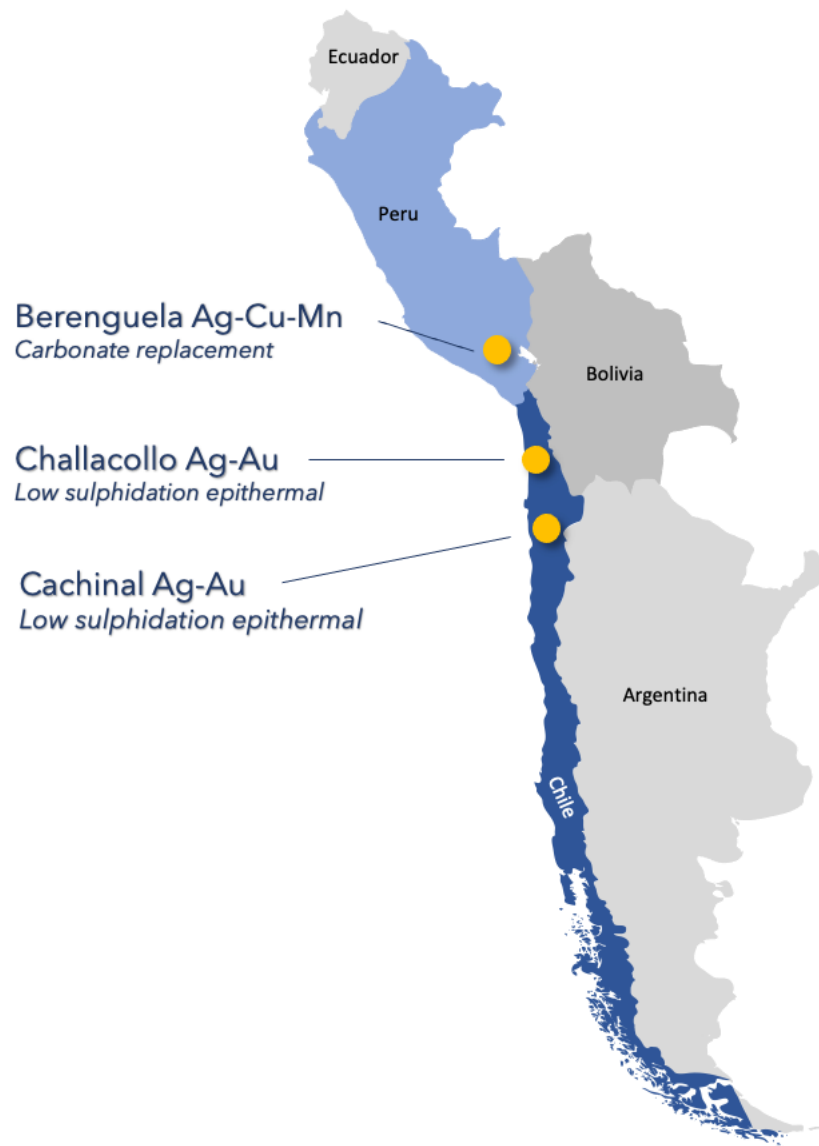 Ecuador
Peru
Berenguela Ag-Cu-Mn
Carbonate replacement
Bolivia
Challacollo Ag-Au
Low sulphidation epithermal
Cachinal Ag-Au
Low sulphidation epithermal
Argentina
Chile